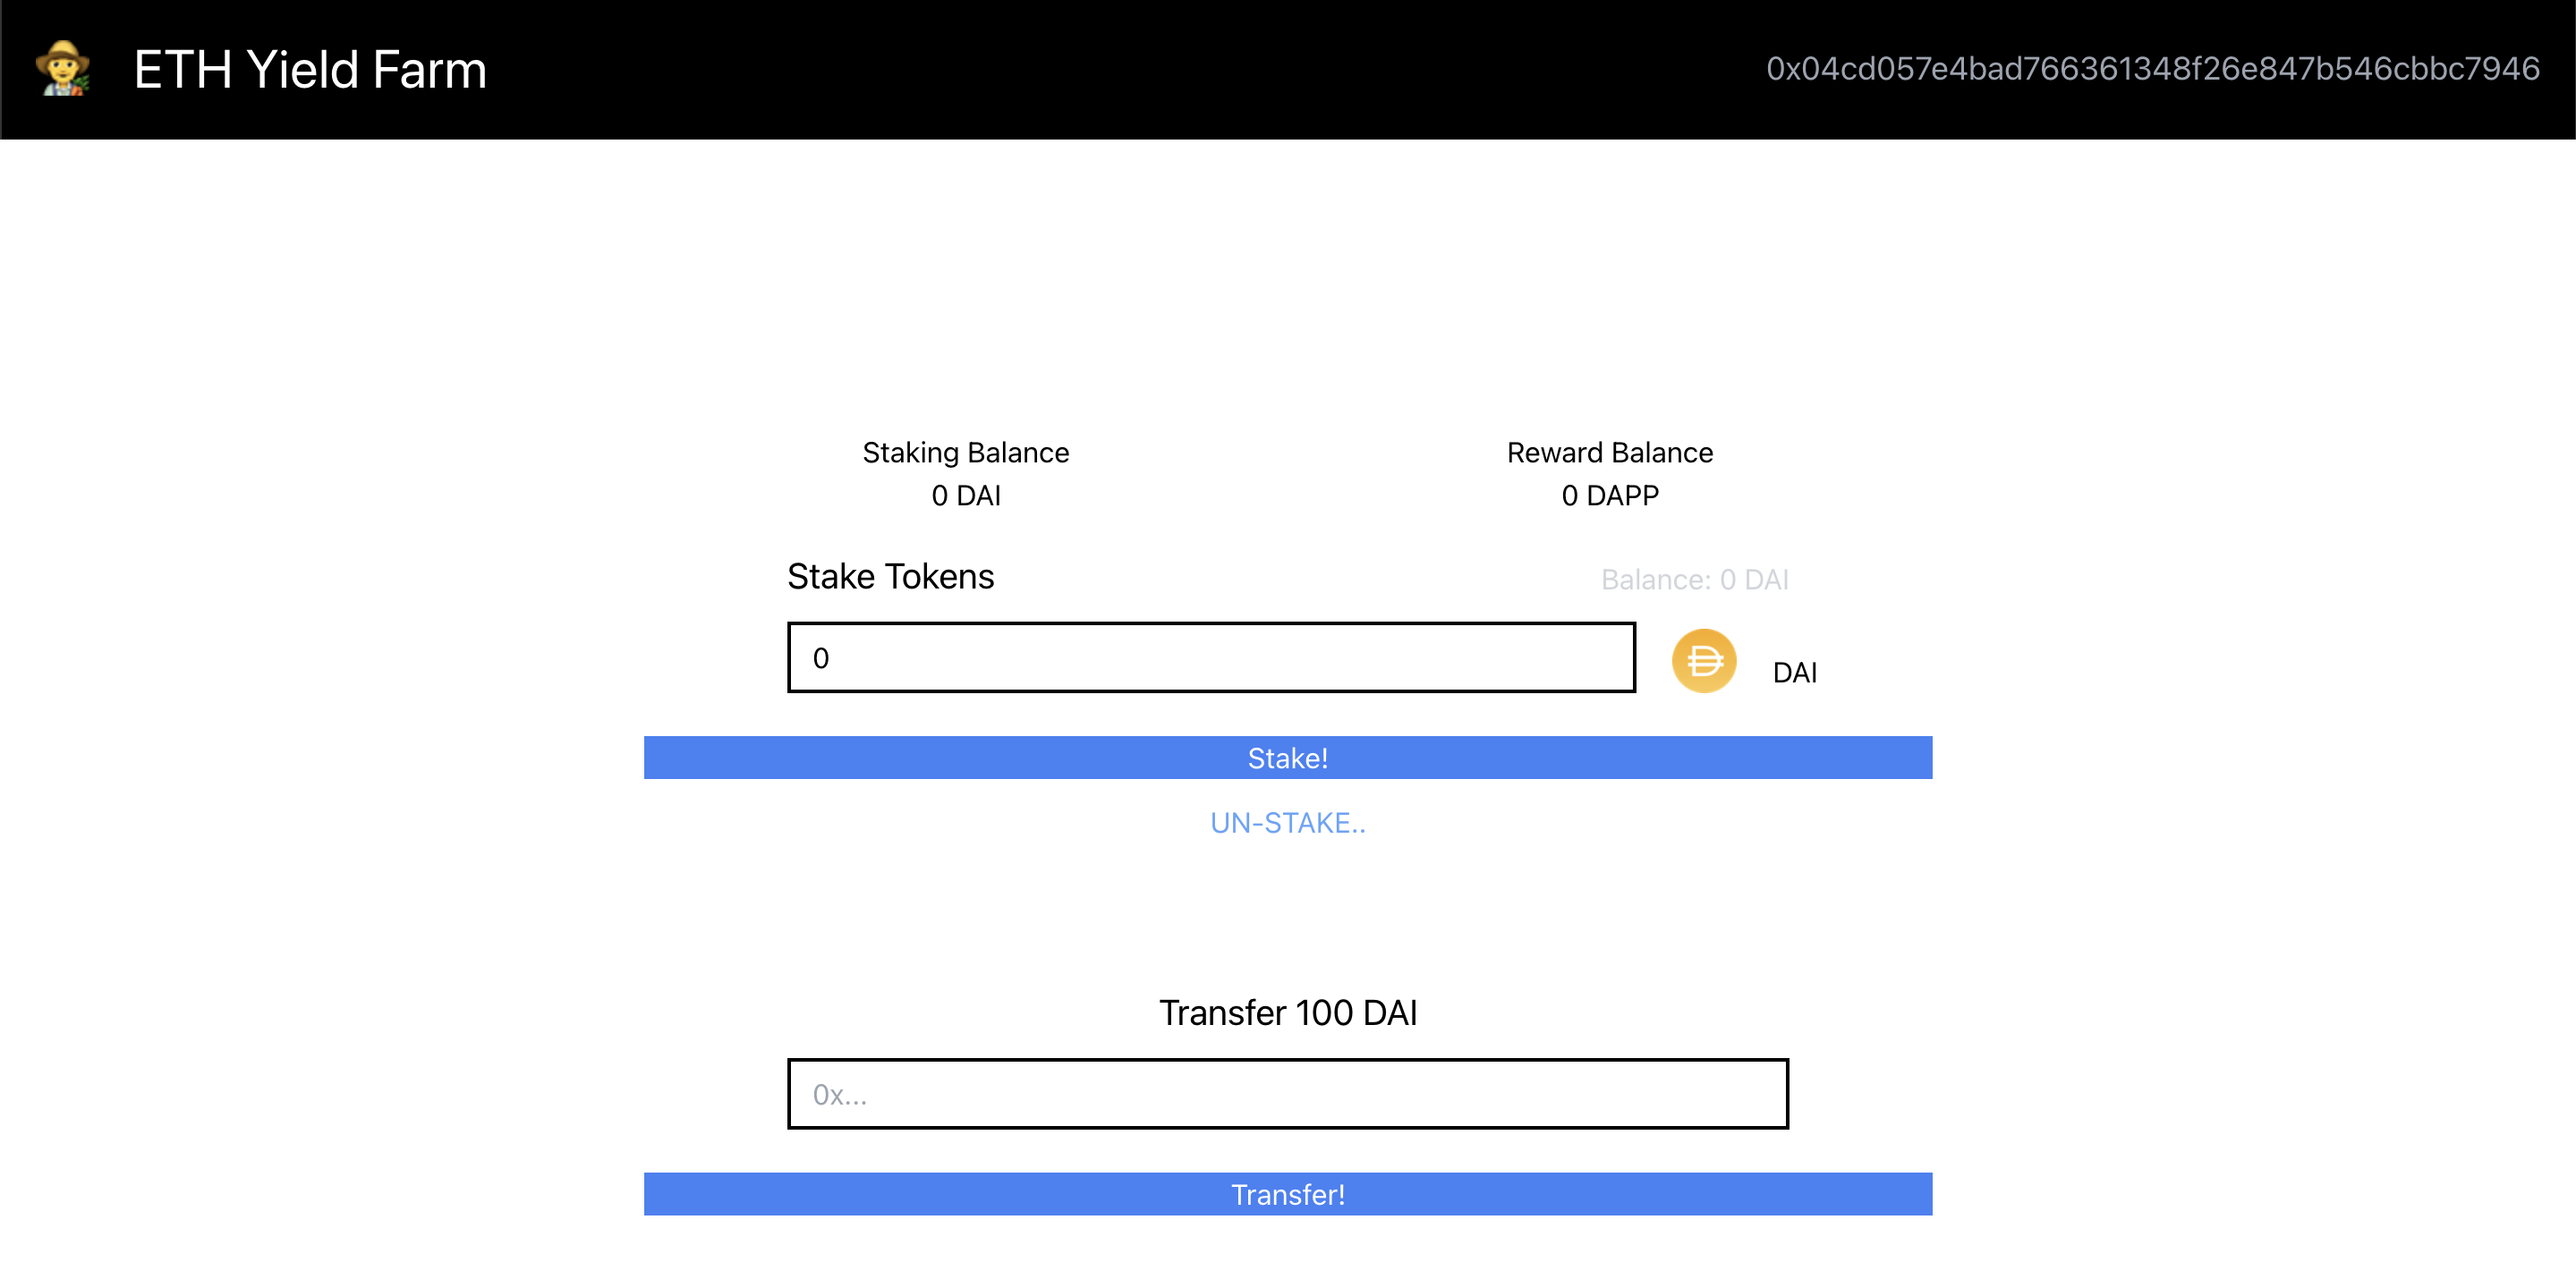 ETH Yield Farm
0x04cd057e4bad766361348f26e847b546cbbc7946
Staking Balance
0 DAI
Reward Balance
0 DAPP
Stake Tokens
Balance: 0 DAI
0
DAI
Stake!
UN-STAKE..
Transfer 100 DAI
0x...
Transfer!